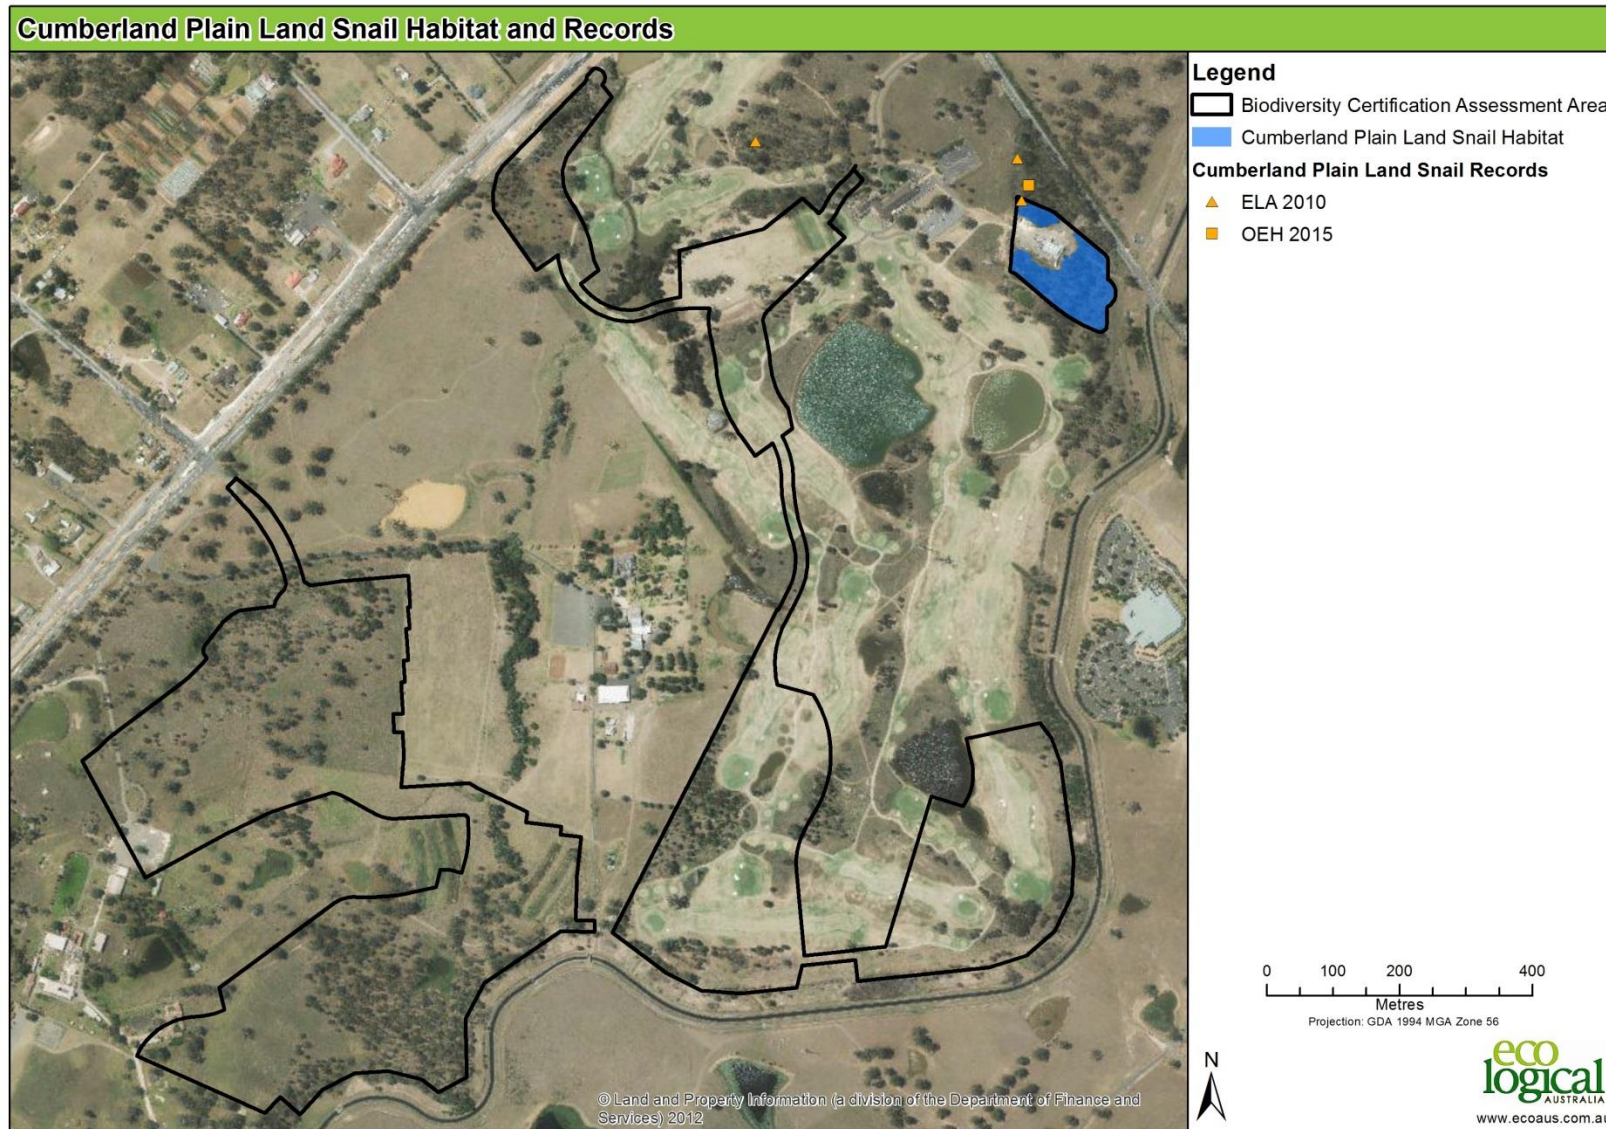 Cumberland Plain Land Snail Habitat and Records
Legend
Biodiversity Certification Assessment Area
Cumberland Plain Land Snail Habitat
Cumberland Plain Land Snail Records
ELA 2010
OEH 2015
0 100 200 400
Metres
Projection: GDA 1994 MGA Zone 56
N
eco
logical
AUSTRALIA
www.ecoaus.com.au
© Land and Property Information (a division of the Department of Finance and
Services) 2012